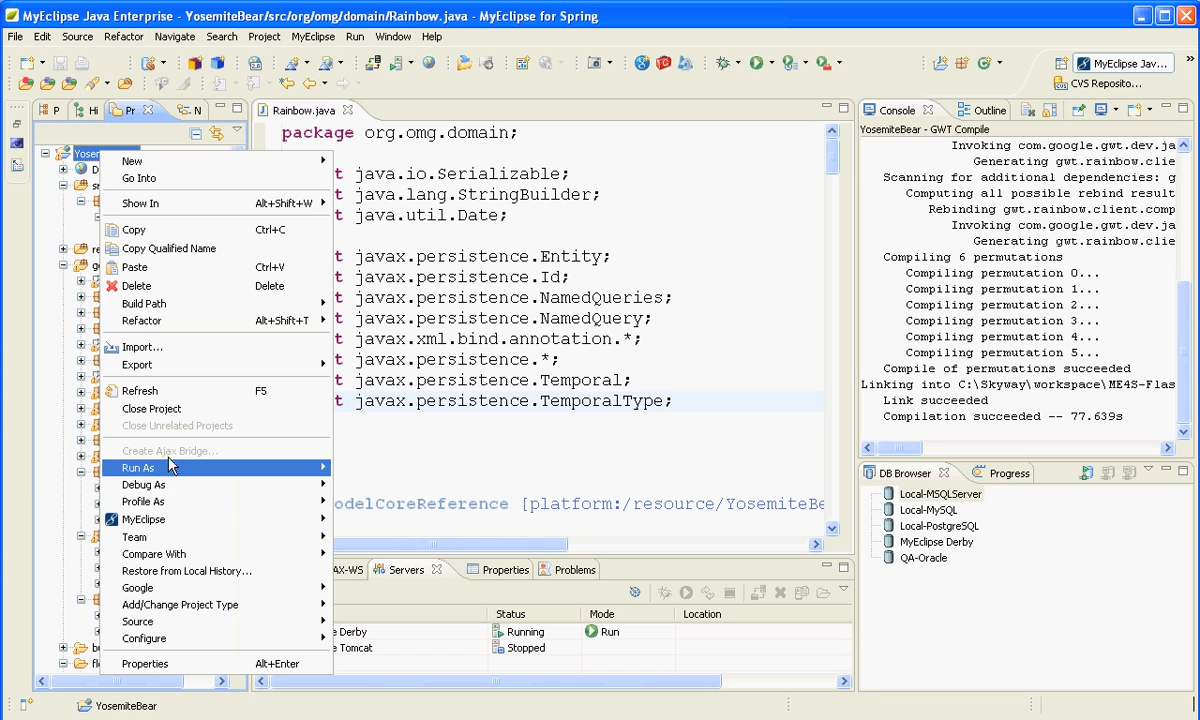 MyEclipse Java Enterprise - YosemiteBear/src/org/omg/domain/Rainbow.java - MyEclipse for Spring
File Edit Source Refactor Navigate Search Project MyEclipse Run Window Help
MyEclipse Jav...
CVS Reposito...
P Hi Pr N
Yosem
New
Go Into
Show In Alt+Shift+W
Copy Ctrl+C
Copy Qualified Name
Paste Ctrl+V
Delete Delete
Build Path
Refactor Alt+Shift+T
Import...
Export
Refresh F5
Close Project
Close Unrelated Projects
Create Ajax Bridge...
Run As
Debug As
Profile As
MyEclipse
Team
Compare With
Restore from Local History...
Google
Add/Change Project Type
Source
Configure
Properties Alt+Enter
Rainbow.java
package org.omg.domain;
t java.io.Serializable;
t java.lang.StringBuilder;
t java.util.Date;
t javax.persistence.Entity;
t javax.persistence.Id;
t javax.persistence.NamedQueries;
t javax.persistence.NamedQuery;
t javax.xml.bind.annotation.*;
t javax.persistence.*;
t javax.persistence.Temporal;
t javax.persistence.TemporalType;
odelCoreReference [platform:/resource/YosemiteBe
AX-WS Servers Properties Problems
Status Mode Location
e Derby Running Run
e Tomcat Stopped
Console Outline
YosemiteBear - GWT Compile
Invoking com.google.gwt.dev.ja
Generating gwt.rainbow.clie
Scanning for additional dependencies: g
Computing all possible rebind result
Rebinding gwt.rainbow.client.comp
Invoking com.google.gwt.dev.ja
Generating gwt.rainbow.clie
Compiling 6 permutations
Compiling permutation 0...
Compiling permutation 1...
Compiling permutation 2...
Compiling permutation 3...
Compiling permutation 4...
Compiling permutation 5...
Compile of permutations succeeded
Linking into C:\Skyway\workspace\ME4S-Flas
Link succeeded
Compilation succeeded -- 77.639s
DB Browser Progress
Local-MSQLServer
Local-MySQL
Local-PostgreSQL
MyEclipse Derby
QA-Oracle
YosemiteBear